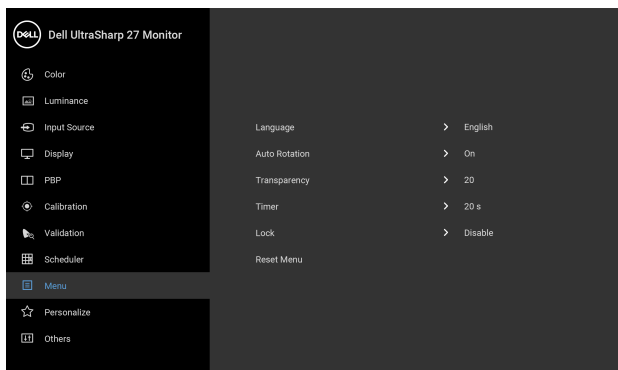 DELL Dell UltraSharp 27 Monitor
Color
Luminance
Input Source
Display
PBP
Calibration
Validation
Scheduler
Menu
Personalize
Others
Language English
Auto Rotation On
Transparency 20
Timer 20 s
Lock Disable
Reset Menu